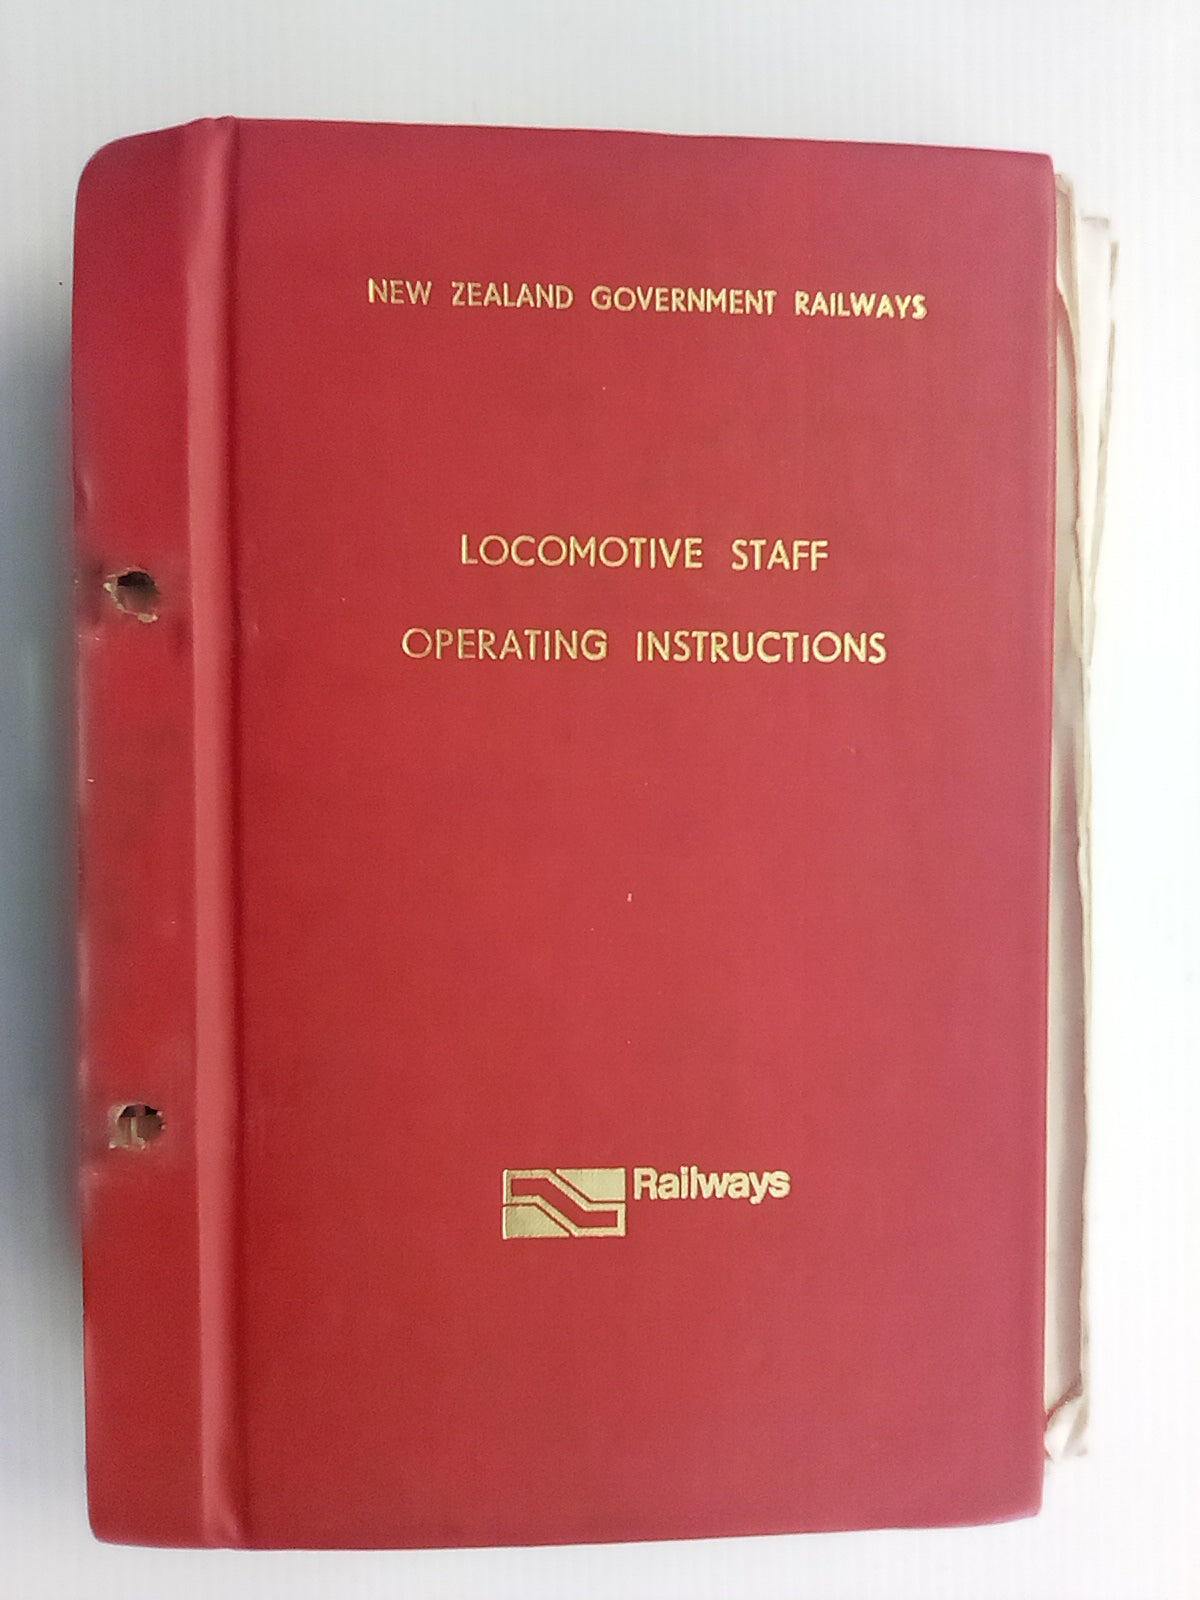 NEW ZEALAND GOVERNMENT RAILWAYS
LOCOMOTIVE STAFF
OPERATING INSTRUCTIONS
Railways